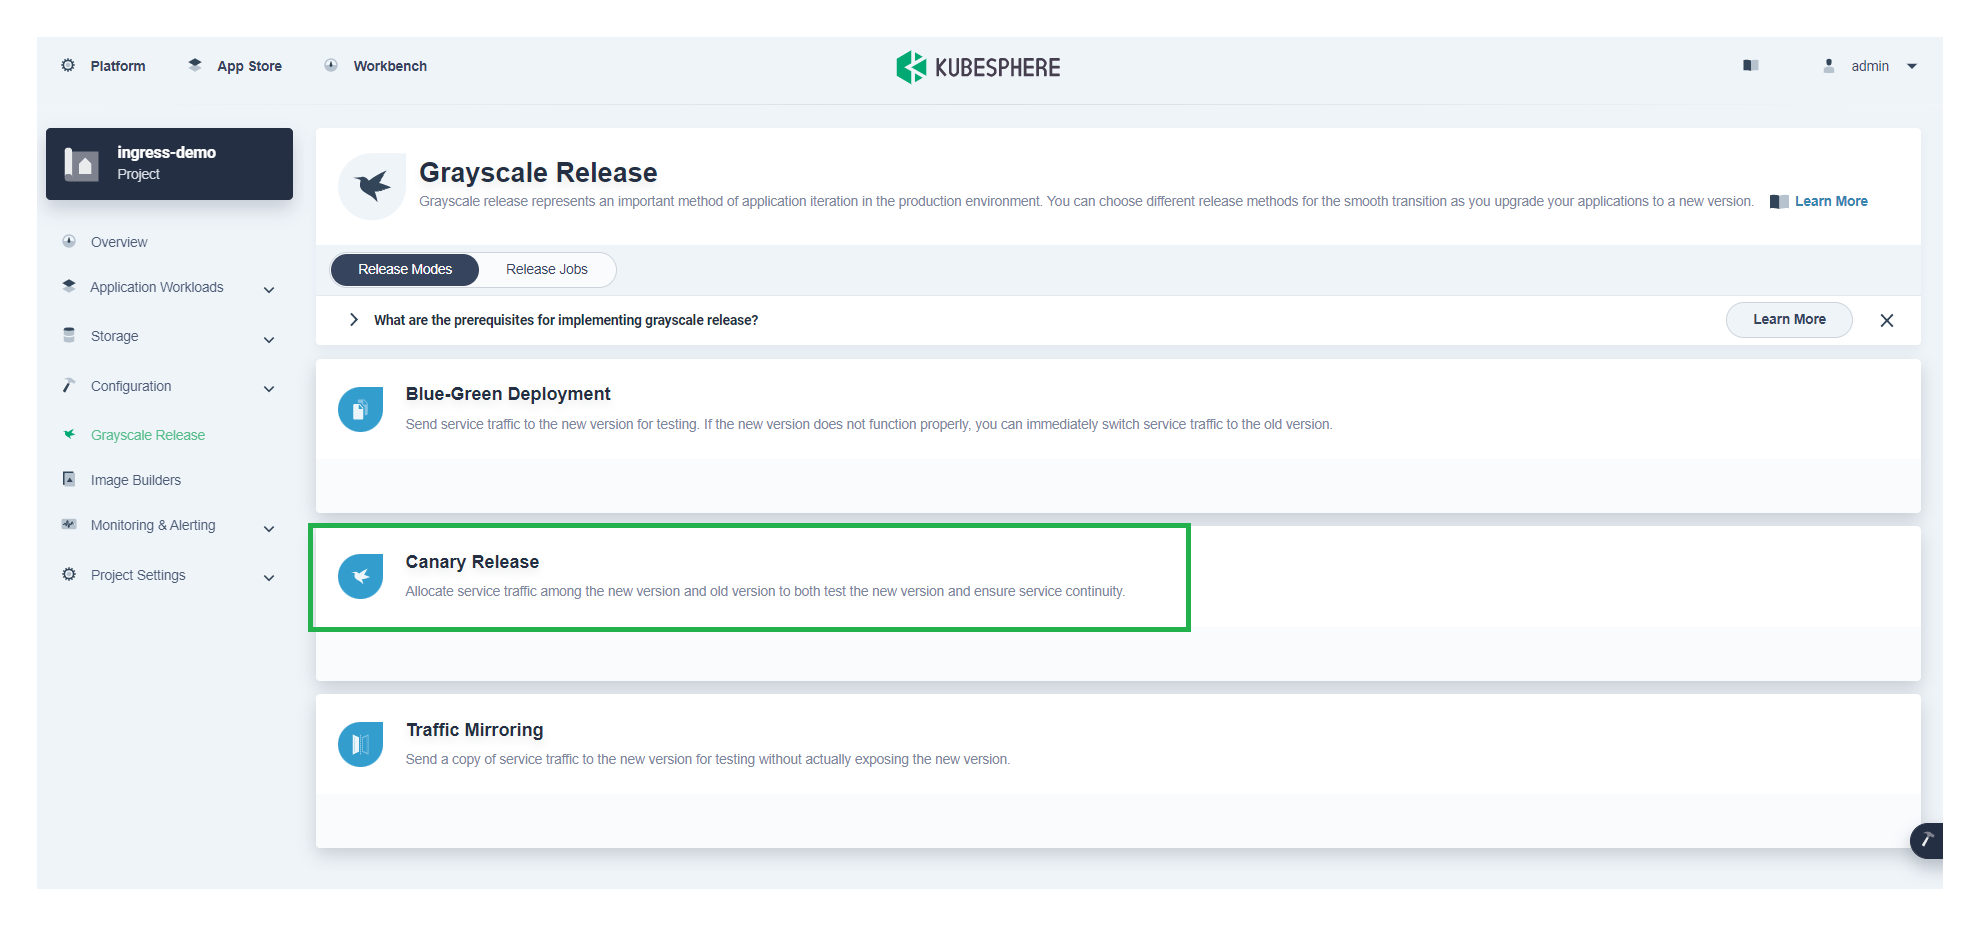 Platform
App Store
Workbench
KUBESPHERE
admin
ingress-demo
Project
Overview
Application Workloads
Storage
Configuration
Grayscale Release
Image Builders
Monitoring & Alerting
Project Settings
Grayscale Release
Grayscale release represents an important method of application iteration in the production environment. You can choose different release methods for the smooth transition as you upgrade your applications to a new version. Learn More
Release Modes
Release Jobs
What are the prerequisites for implementing grayscale release?
Learn More
Blue-Green Deployment
Send service traffic to the new version for testing. If the new version does not function properly, you can immediately switch service traffic to the old version.
Canary Release
Allocate service traffic among the new version and old version to both test the new version and ensure service continuity.
Traffic Mirroring
Send a copy of service traffic to the new version for testing without actually exposing the new version.